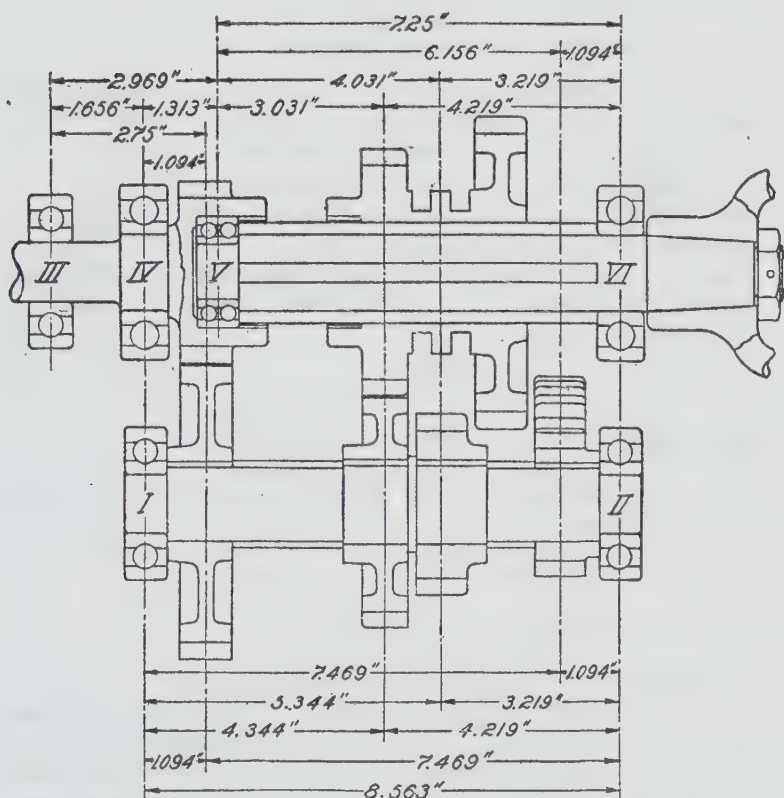 7.25"
6.156" 1.094"
2.969" 4.031" 3.219"
1.656" 1.313" 3.031" 4.219"
2.75"
1.094"
III IV V VI
I II
7.469" 1.094"
5.344" 3.219"
4.344" 4.219"
1.094" 7.469"
8.563"